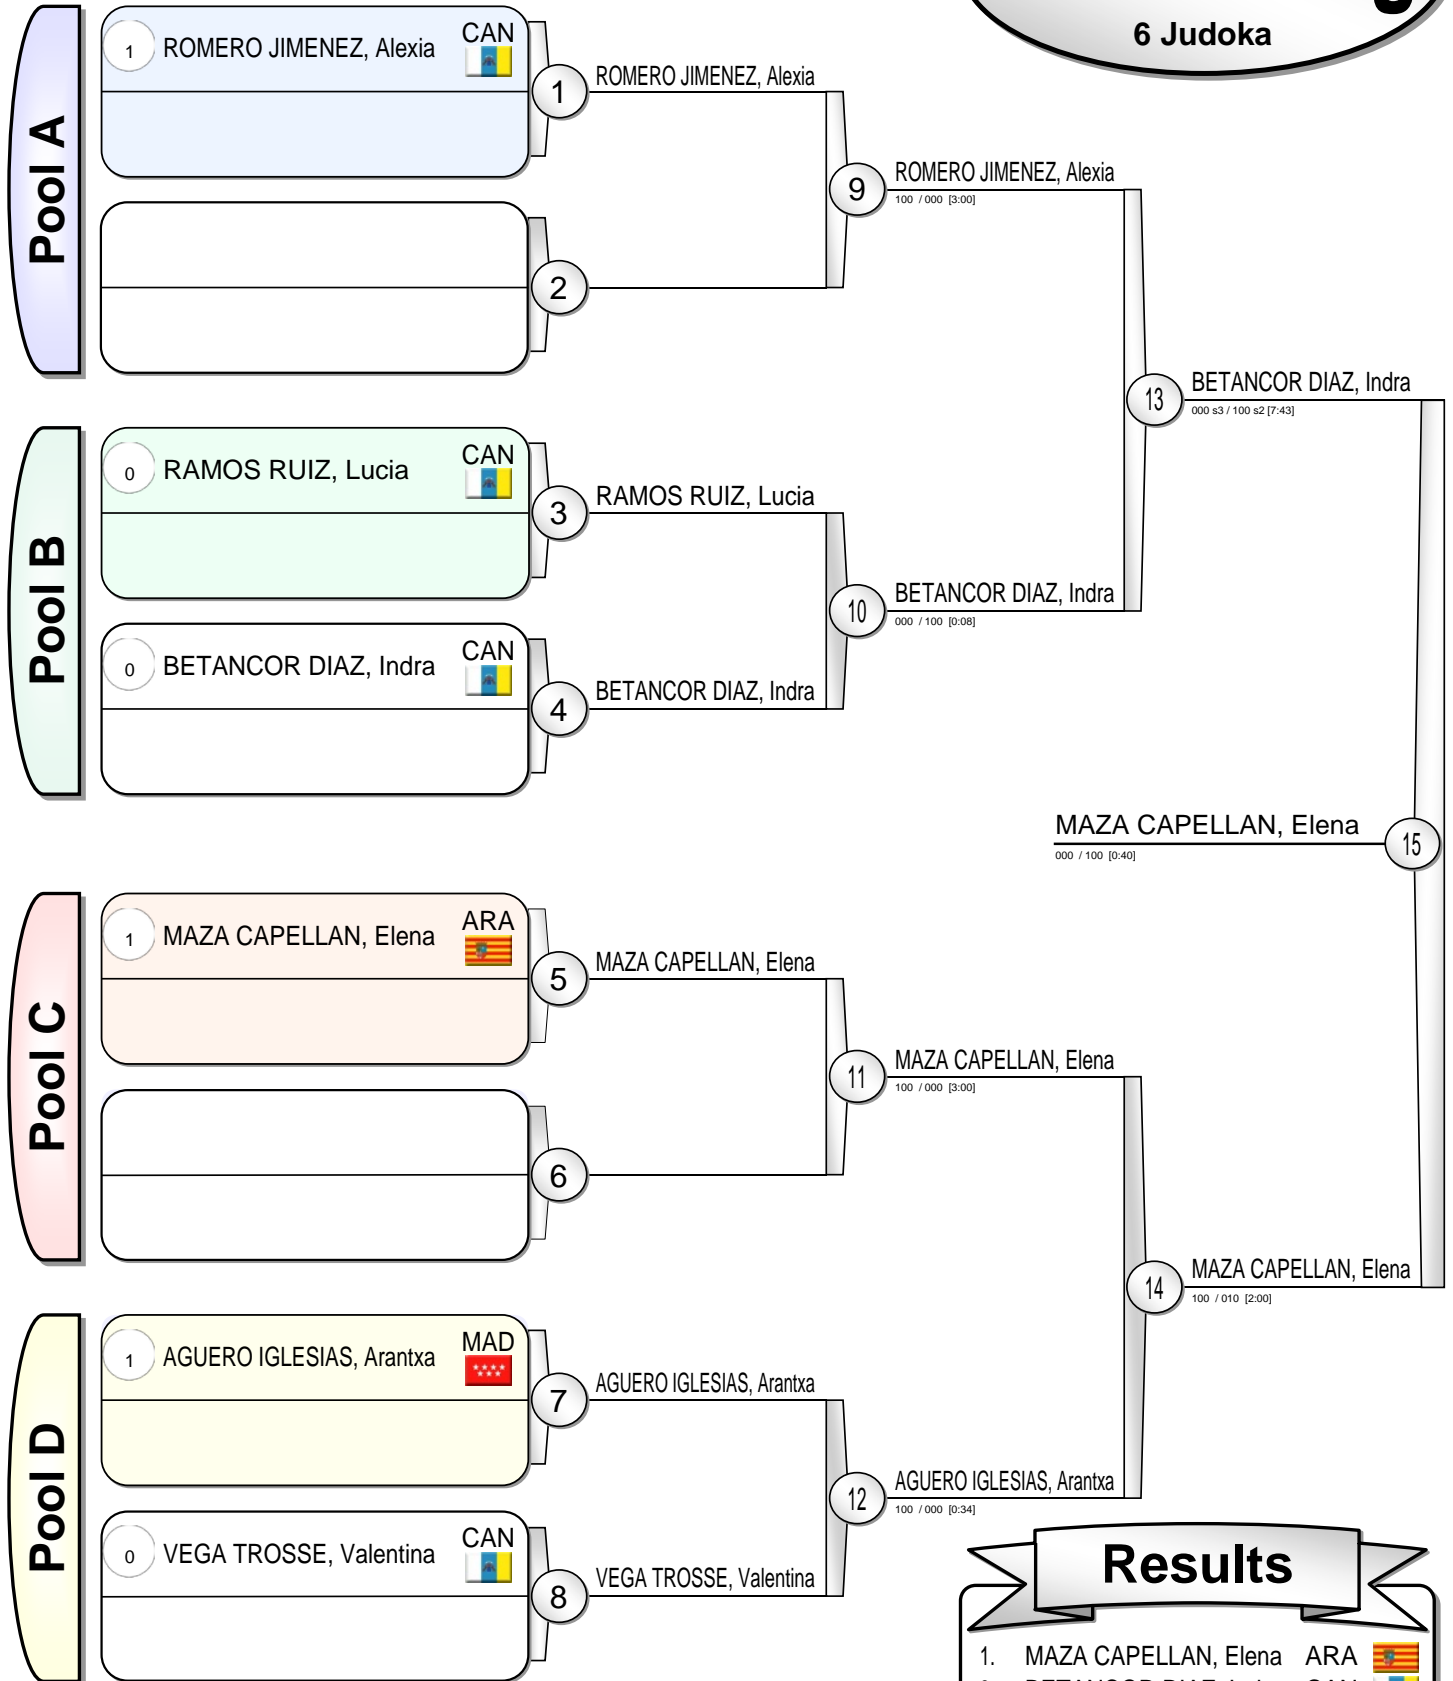 6 Judoka
Pool A
1 ROMERO JIMENEZ, Alexia CAN
1
ROMERO JIMENEZ, Alexia
2
9
ROMERO JIMENEZ, Alexia
100 / 000 [3:00]
Pool B
0 RAMOS RUIZ, Lucia CAN
3
RAMOS RUIZ, Lucia
0 BETANCOR DIAZ, Indra CAN
4
BETANCOR DIAZ, Indra
10
BETANCOR DIAZ, Indra
000 / 100 [0:08]
13
BETANCOR DIAZ, Indra
000 s3 / 100 s2 [7:43]
MAZA CAPELLAN, Elena
000 / 100 [0:40]
15
Pool C
1 MAZA CAPELLAN, Elena ARA
5
MAZA CAPELLAN, Elena
6
11
MAZA CAPELLAN, Elena
100 / 000 [3:00]
14
MAZA CAPELLAN, Elena
100 / 010 [2:00]
Pool D
1 AGUERO IGLESIAS, Arantxa MAD
7
AGUERO IGLESIAS, Arantxa
0 VEGA TROSSE, Valentina CAN
8
VEGA TROSSE, Valentina
12
AGUERO IGLESIAS, Arantxa
100 / 000 [0:34]
Results
1. MAZA CAPELLAN, Elena ARA